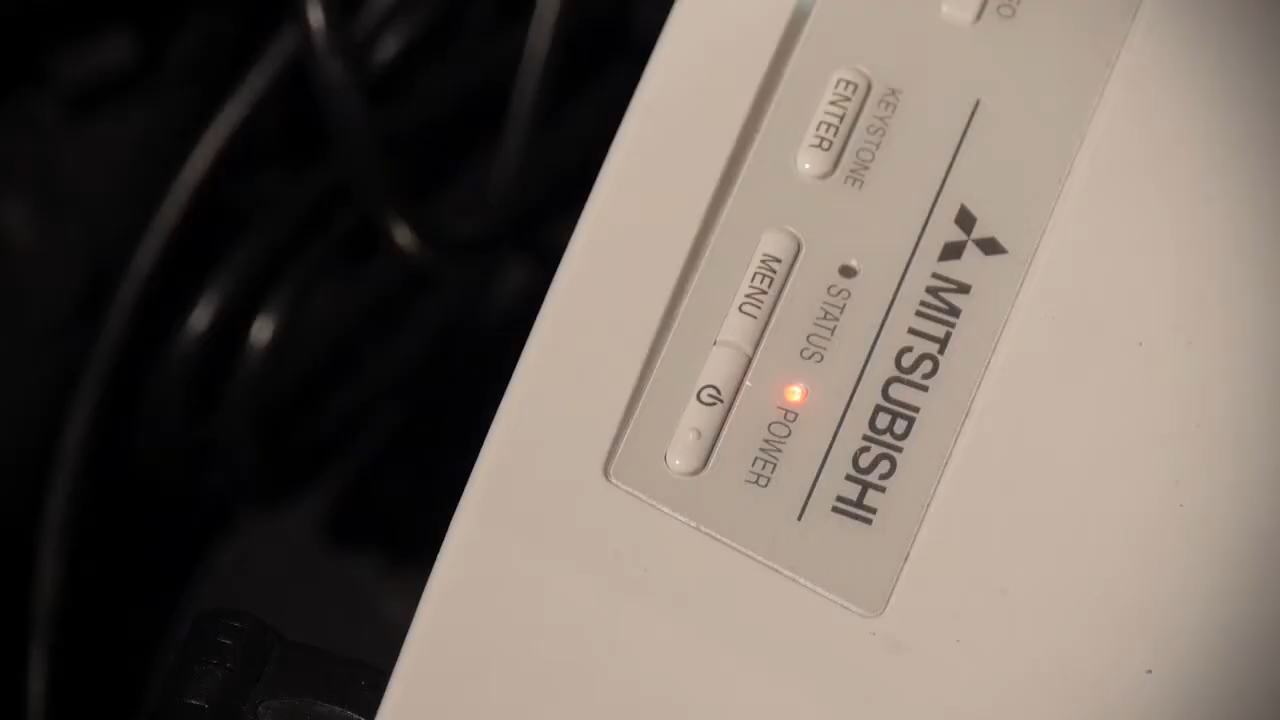 KEYSTONE
ENTER
MENU
STATUS
POWER
MITSUBISHI